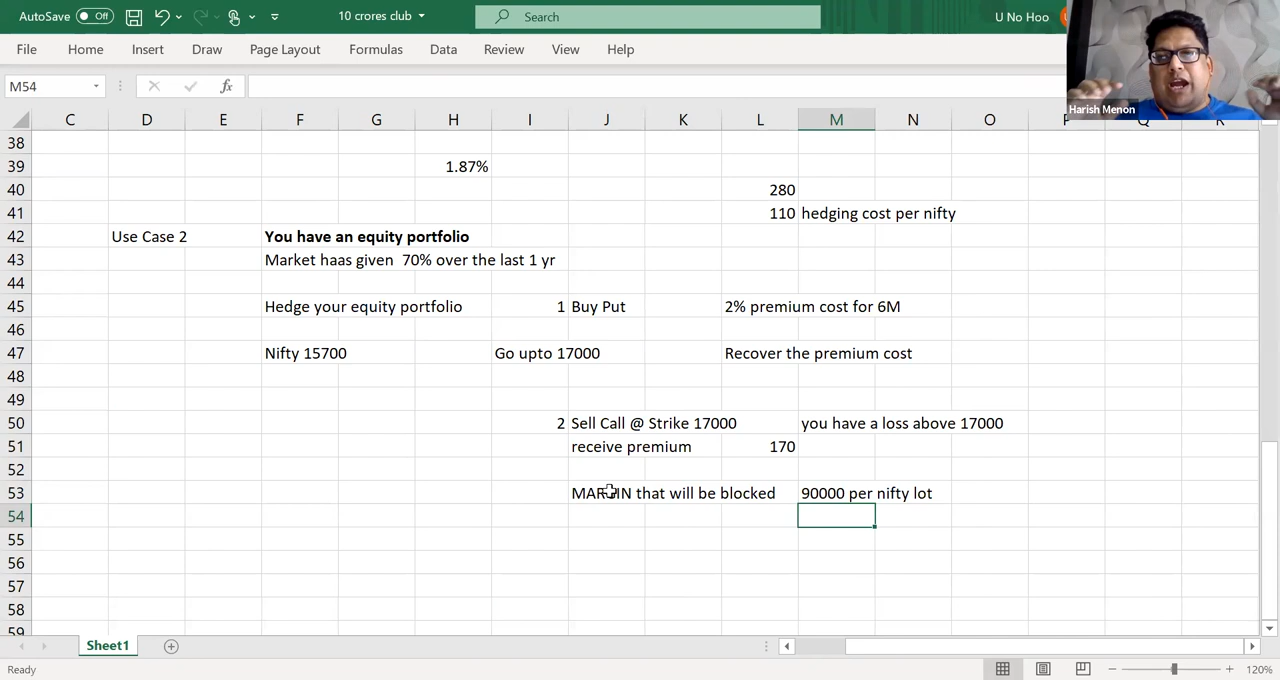 AutoSave Off 10 crores club Search U No Hoo
File Home Insert Draw Page Layout Formulas Data Review View Help
M54 fx
Harish Menon
C D E F G H I J K L M N O
38
39 1.87%
40 280
41 110 hedging cost per nifty
42 Use Case 2 You have an equity portfolio
43 Market haas given 70% over the last 1 yr
44
45 Hedge your equity portfolio 1 Buy Put 2% premium cost for 6M
46
47 Nifty 15700 Go upto 17000 Recover the premium cost
48
49
50 2 Sell Call @ Strike 17000 you have a loss above 17000
51 receive premium 170
52
53 MARGIN that will be blocked 90000 per nifty lot
54
55
56
57
58
59
Sheet1
Ready 120%